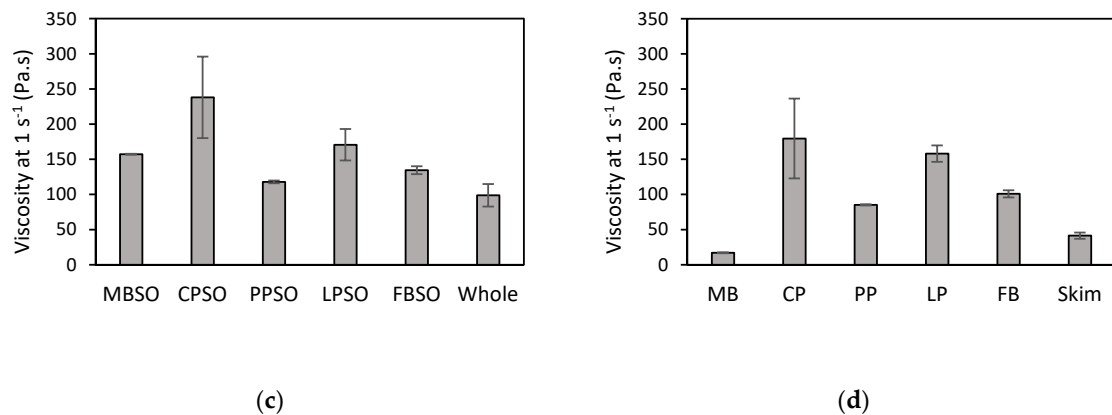 Viscosity at 1 s⁻¹ (Pa.s)
350
300
250
200
150
100
50
0
MBSO CPSO PPSO LPSO FBSO Whole
(c)
Viscosity at 1 s⁻¹ (Pa.s)
350
300
250
200
150
100
50
0
MB CP PP LP FB Skim
(d)